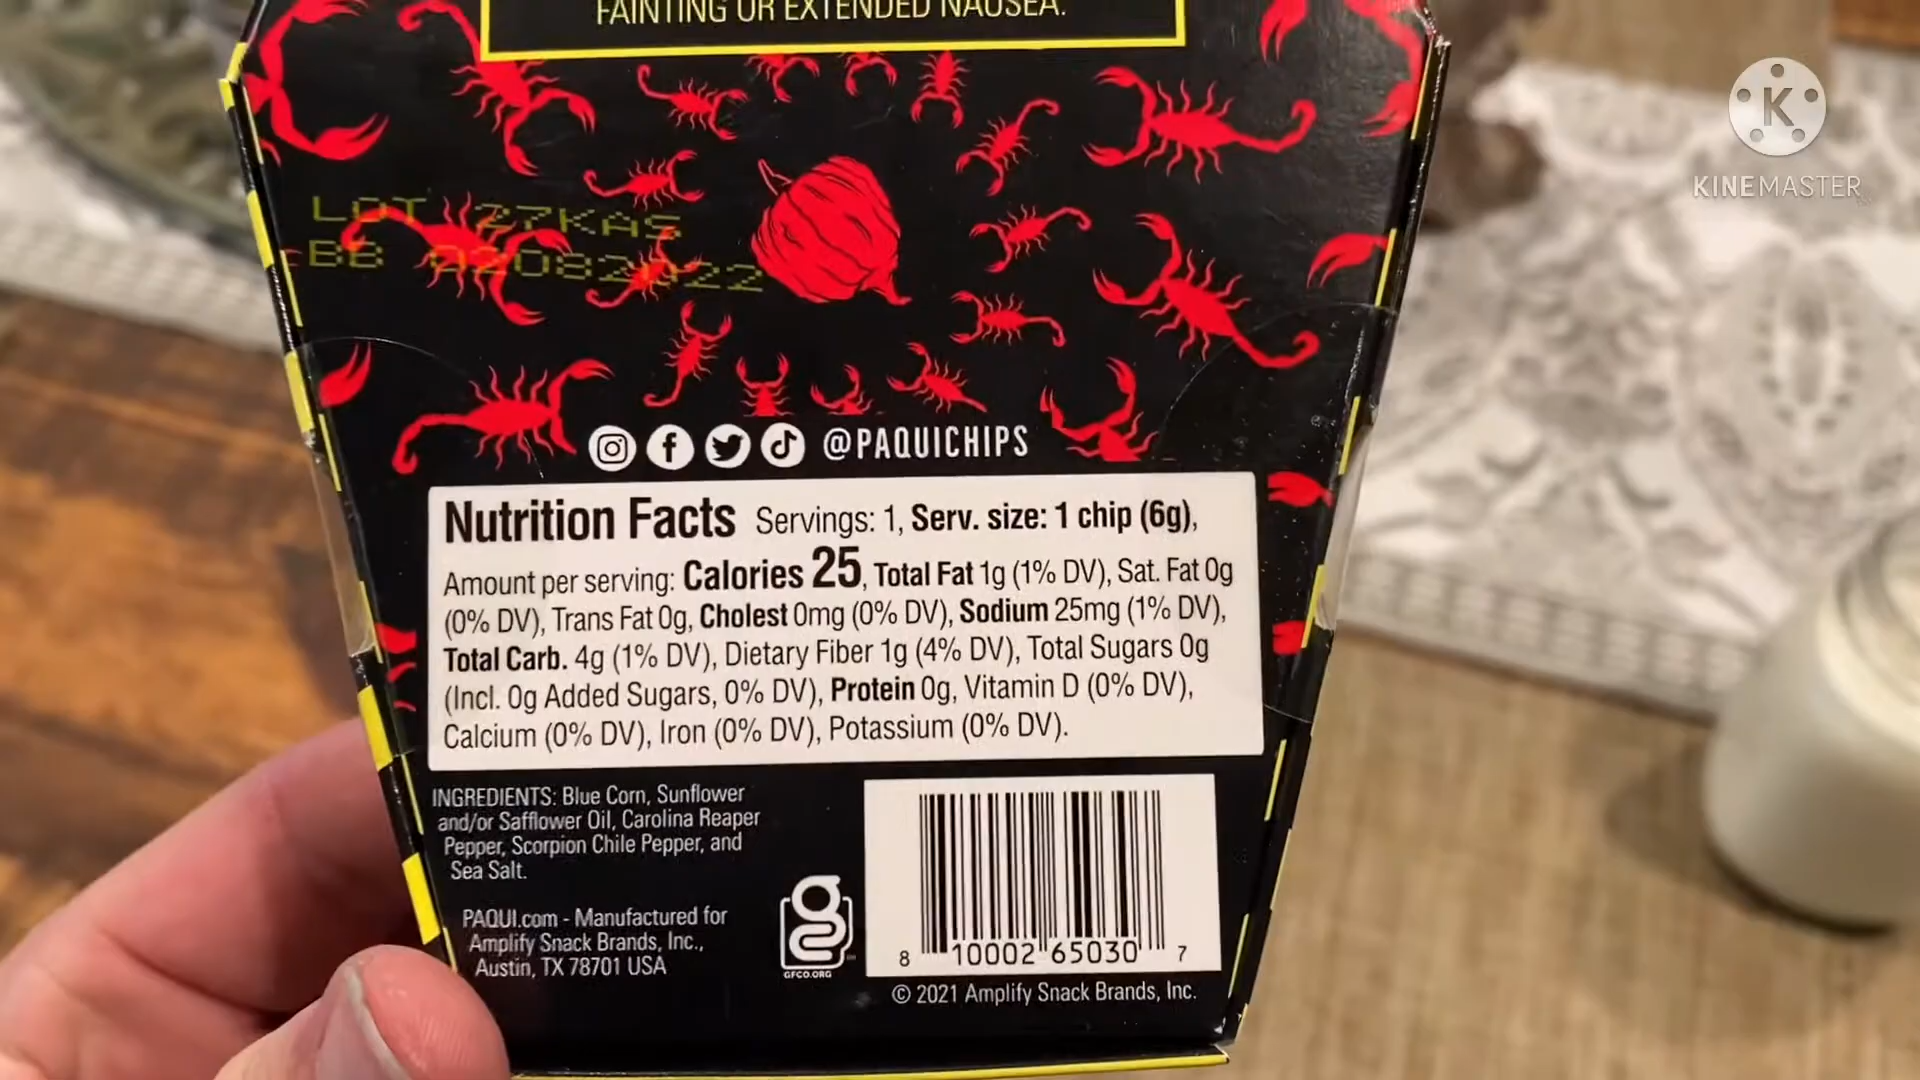 FAINTING OR EXTENDED NAUSEA.
KINEMASTER
LOT 27KAS
BB 02082022
@PAQUICHIPS
Nutrition Facts Servings: 1, Serv. size: 1 chip (6g),
Amount per serving: Calories 25, Total Fat 1g (1% DV), Sat. Fat 0g
(0% DV), Trans Fat 0g, Cholest 0mg (0% DV), Sodium 25mg (1% DV),
Total Carb. 4g (1% DV), Dietary Fiber 1g (4% DV), Total Sugars 0g
(Incl. 0g Added Sugars, 0% DV), Protein 0g, Vitamin D (0% DV),
Calcium (0% DV), Iron (0% DV), Potassium (0% DV).
INGREDIENTS: Blue Corn, Sunflower
and/or Safflower Oil, Carolina Reaper
Pepper, Scorpion Chile Pepper, and
Sea Salt.
PAQUI.com - Manufactured for
Amplify Snack Brands, Inc.,
Austin, TX 78701 USA
GFCO.ORG
8 10002 65030 7
© 2021 Amplify Snack Brands, Inc.